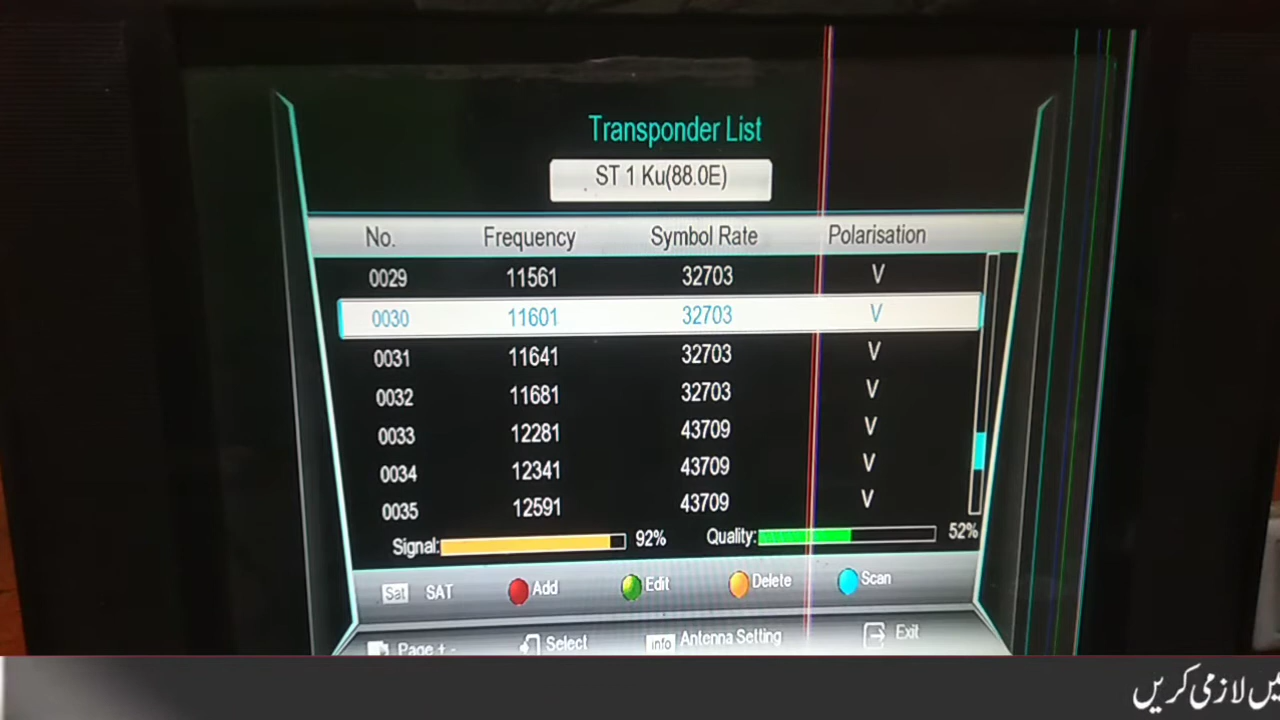 Transponder List
ST 1 Ku(88.0E)
No. Frequency Symbol Rate Polarisation
0029 11561 32703 V
0030 11601 32703 V
0031 11641 32703 V
0032 11681 32703 V
0033 12281 43709 V
0034 12341 43709 V
0035 12591 43709 V
Signal: 92% Quality: 52%
Sat SAT Add Edit Delete Scan
Page + - Select info Antenna Setting Exit
لازمی کریں